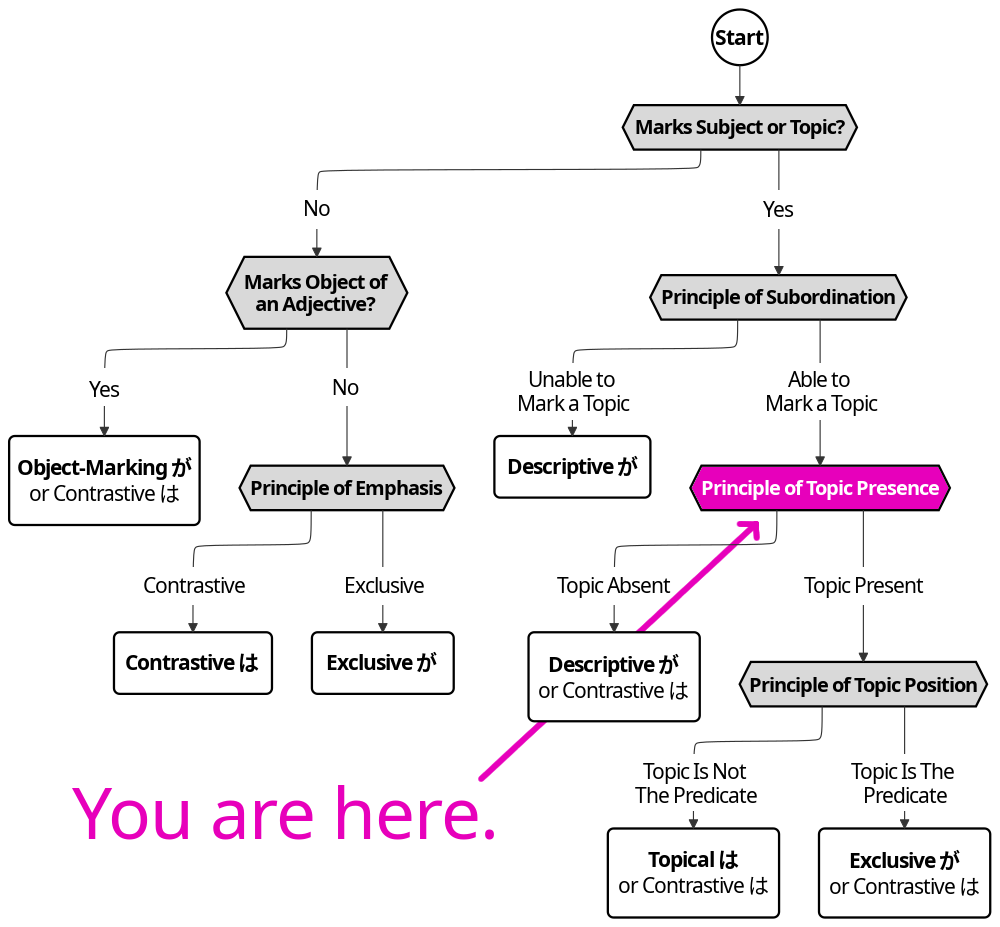 Start
Marks Subject or Topic?
No
Yes
Marks Object of
an Adjective?
Principle of Subordination
Yes
No
Unable to
Mark a Topic
Able to
Mark a Topic
Object-Marking が
or Contrastive は
Principle of Emphasis
Descriptive が
Principle of Topic Presence
Contrastive
Exclusive
Topic Absent
Topic Present
Contrastive は
Exclusive が
Descriptive が
or Contrastive は
Principle of Topic Position
You are here.
Topic Is Not
The Predicate
Topic Is The
Predicate
Topical は
or Contrastive は
Exclusive が
or Contrastive は